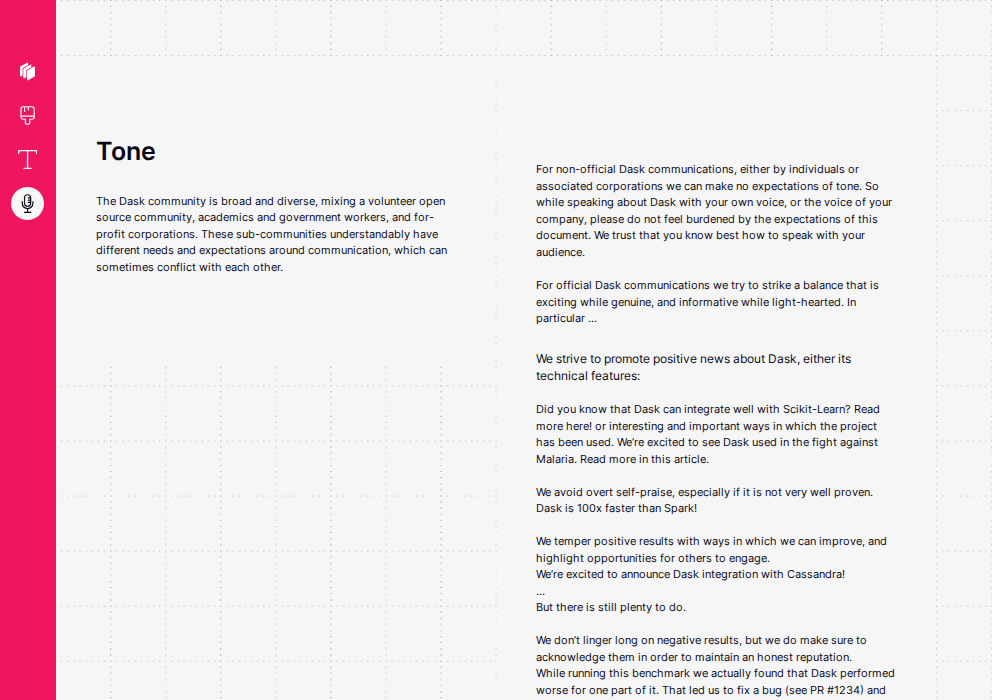 Tone
The Dask community is broad and diverse, mixing a volunteer open
source community, academics and government workers, and for-
profit corporations. These sub-communities understandably have
different needs and expectations around communication, which can
sometimes conflict with each other.
For non-official Dask communications, either by individuals or
associated corporations we can make no expectations of tone. So
while speaking about Dask with your own voice, or the voice of your
company, please do not feel burdened by the expectations of this
document. We trust that you know best how to speak with your
audience.
For official Dask communications we try to strike a balance that is
exciting while genuine, and informative while light-hearted. In
particular ...
We strive to promote positive news about Dask, either its
technical features:
Did you know that Dask can integrate well with Scikit-Learn? Read
more here! or interesting and important ways in which the project
has been used. We're excited to see Dask used in the fight against
Malaria. Read more in this article.
We avoid overt self-praise, especially if it is not very well proven.
Dask is 100x faster than Spark!
We temper positive results with ways in which we can improve, and
highlight opportunities for others to engage.
We're excited to announce Dask integration with Cassandra!
...
But there is still plenty to do.
We don't linger long on negative results, but we do make sure to
acknowledge them in order to maintain an honest reputation.
While running this benchmark we actually found that Dask performed
worse for one part of it. That led us to fix a bug (see PR #1234) and